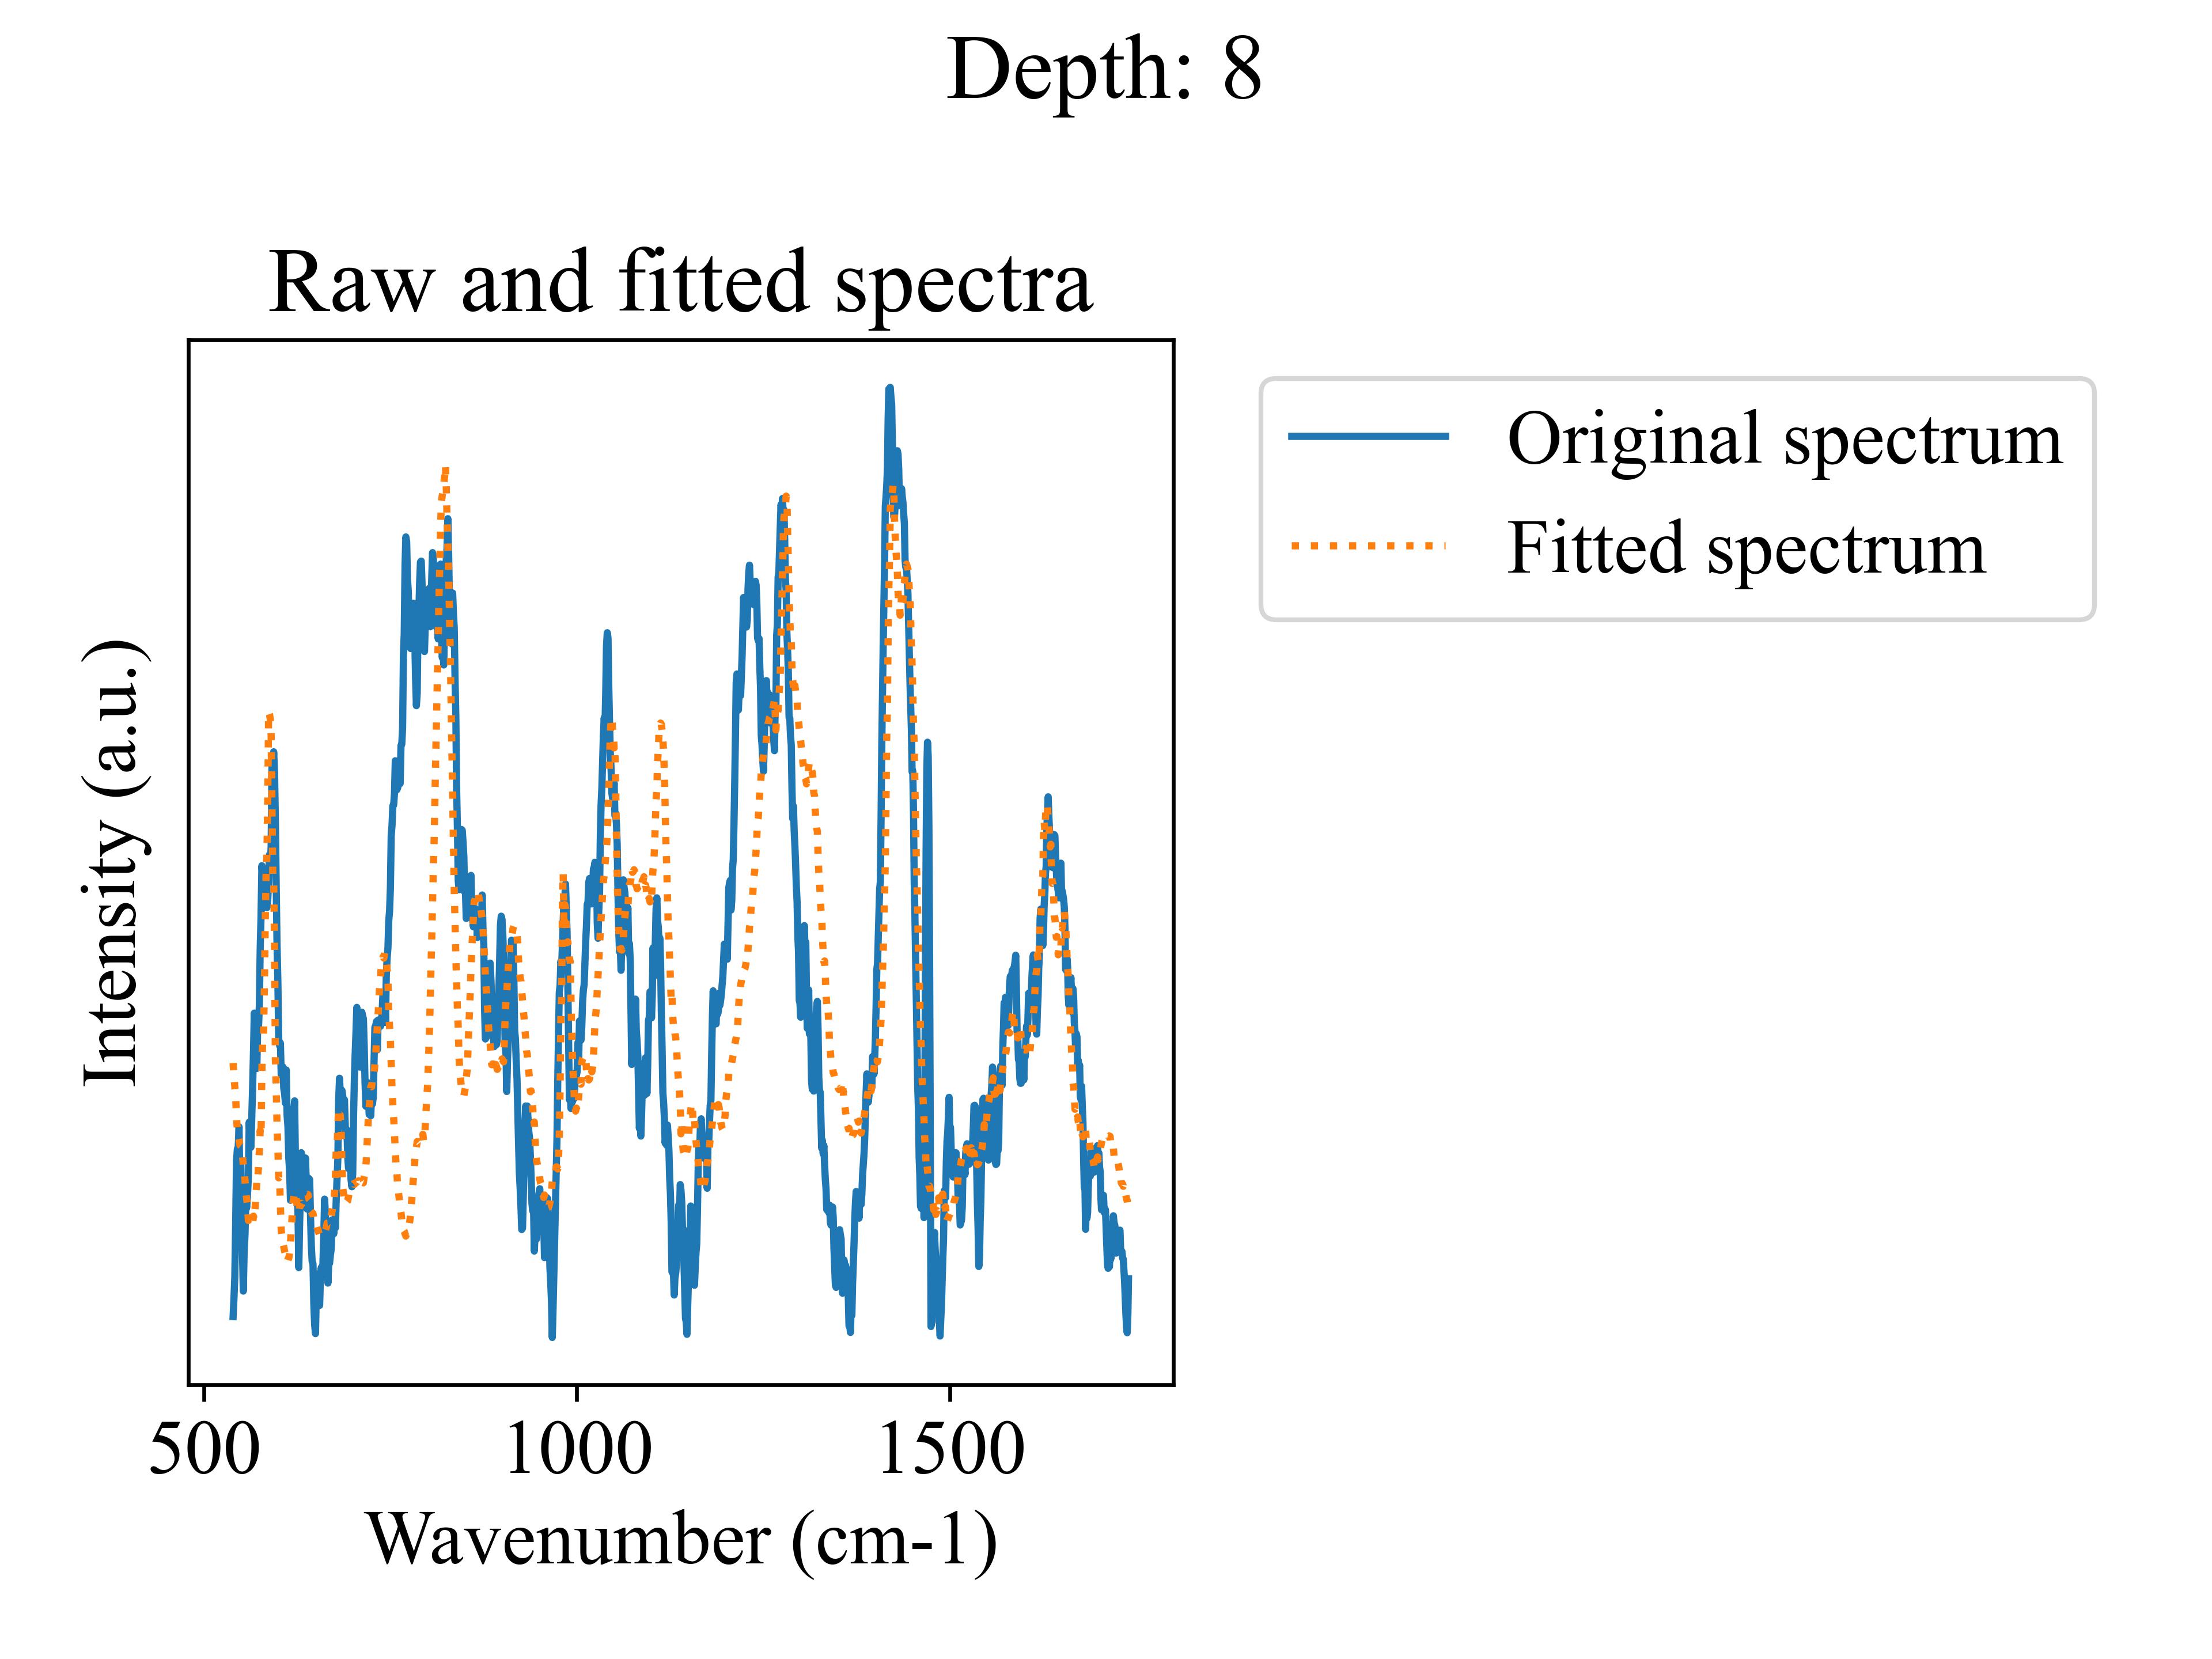 Depth: 8
Raw and fitted spectra
Original spectrum
Fitted spectrum
Intensity (a.u.)
500 1000 1500
Wavenumber (cm-1)